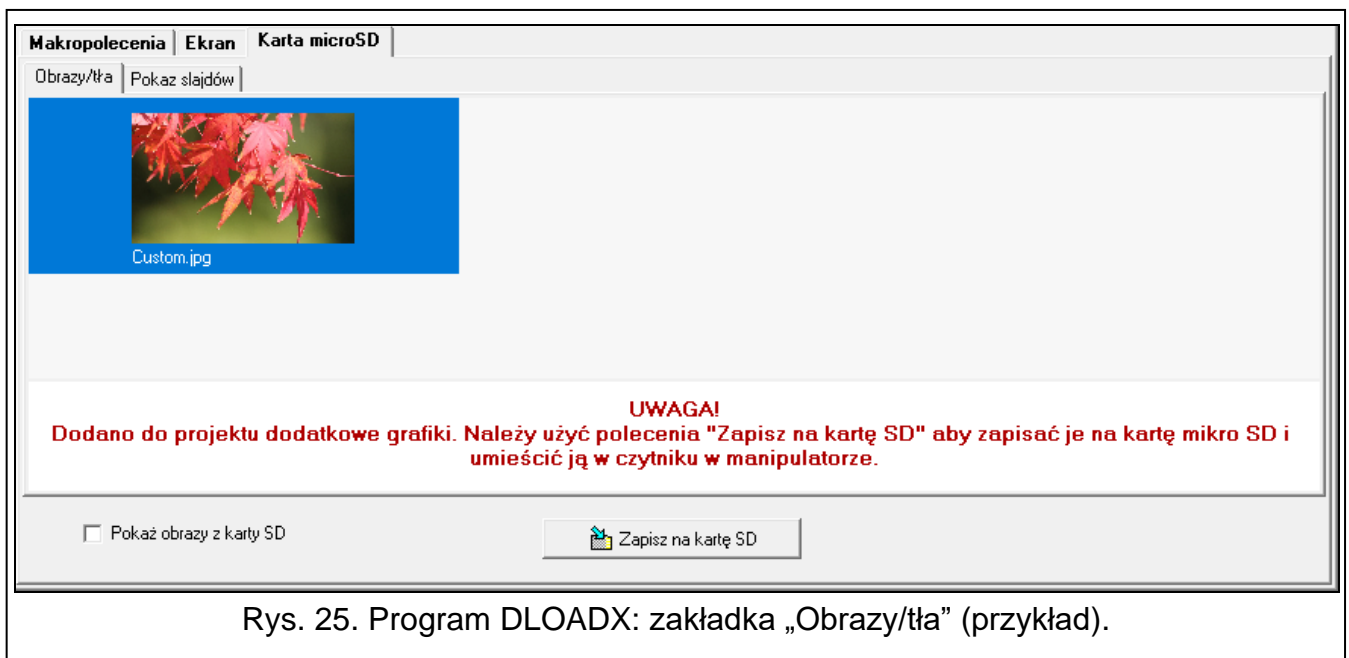 Makropolecenia Ekran Karta microSD
Obrazy/tła Pokaz slajdów
Custom.jpg
UWAGA!
Dodano do projektu dodatkowe grafiki. Należy użyć polecenia "Zapisz na kartę SD" aby zapisać je na kartę mikro SD i
umieścić ją w czytniku w manipulatorze.
Pokaż obrazy z karty SD Zapisz na kartę SD
Rys. 25. Program DLOADX: zakładka „Obrazy/tła” (przykład).